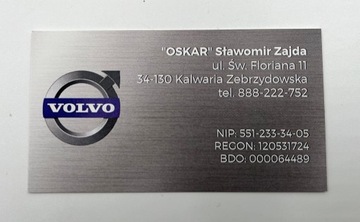 "OSKAR" Sławomir Zajda
ul. Św. Floriana 11
34-130 Kalwaria Zebrzydowska
tel. 888-222-752
VOLVO
NIP: 551-233-34-05
REGON: 120531724
BDO: 000064489